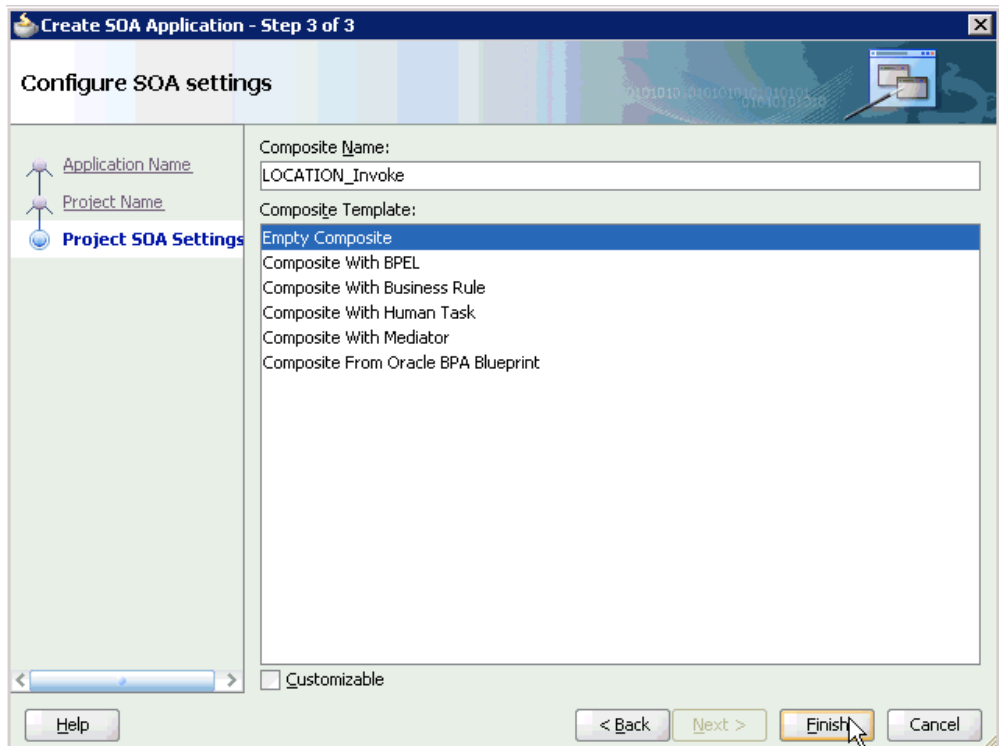 Create SOA Application - Step 3 of 3
Configure SOA settings
Application Name
Project Name
Project SOA Settings
Composite Name:
LOCATION_Invoke
Composite Template:
Empty Composite
Composite With BPEL
Composite With Business Rule
Composite With Human Task
Composite With Mediator
Composite From Oracle BPA Blueprint
Customizable
Help
< Back
Next >
Finish
Cancel